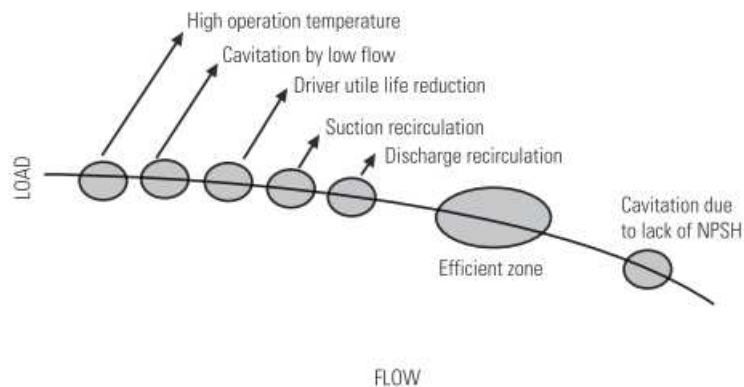 High operation temperature
Cavitation by low flow
Driver utile life reduction
Suction recirculation
Discharge recirculation
LOAD
Cavitation due
to lack of NPSH
Efficient zone
FLOW